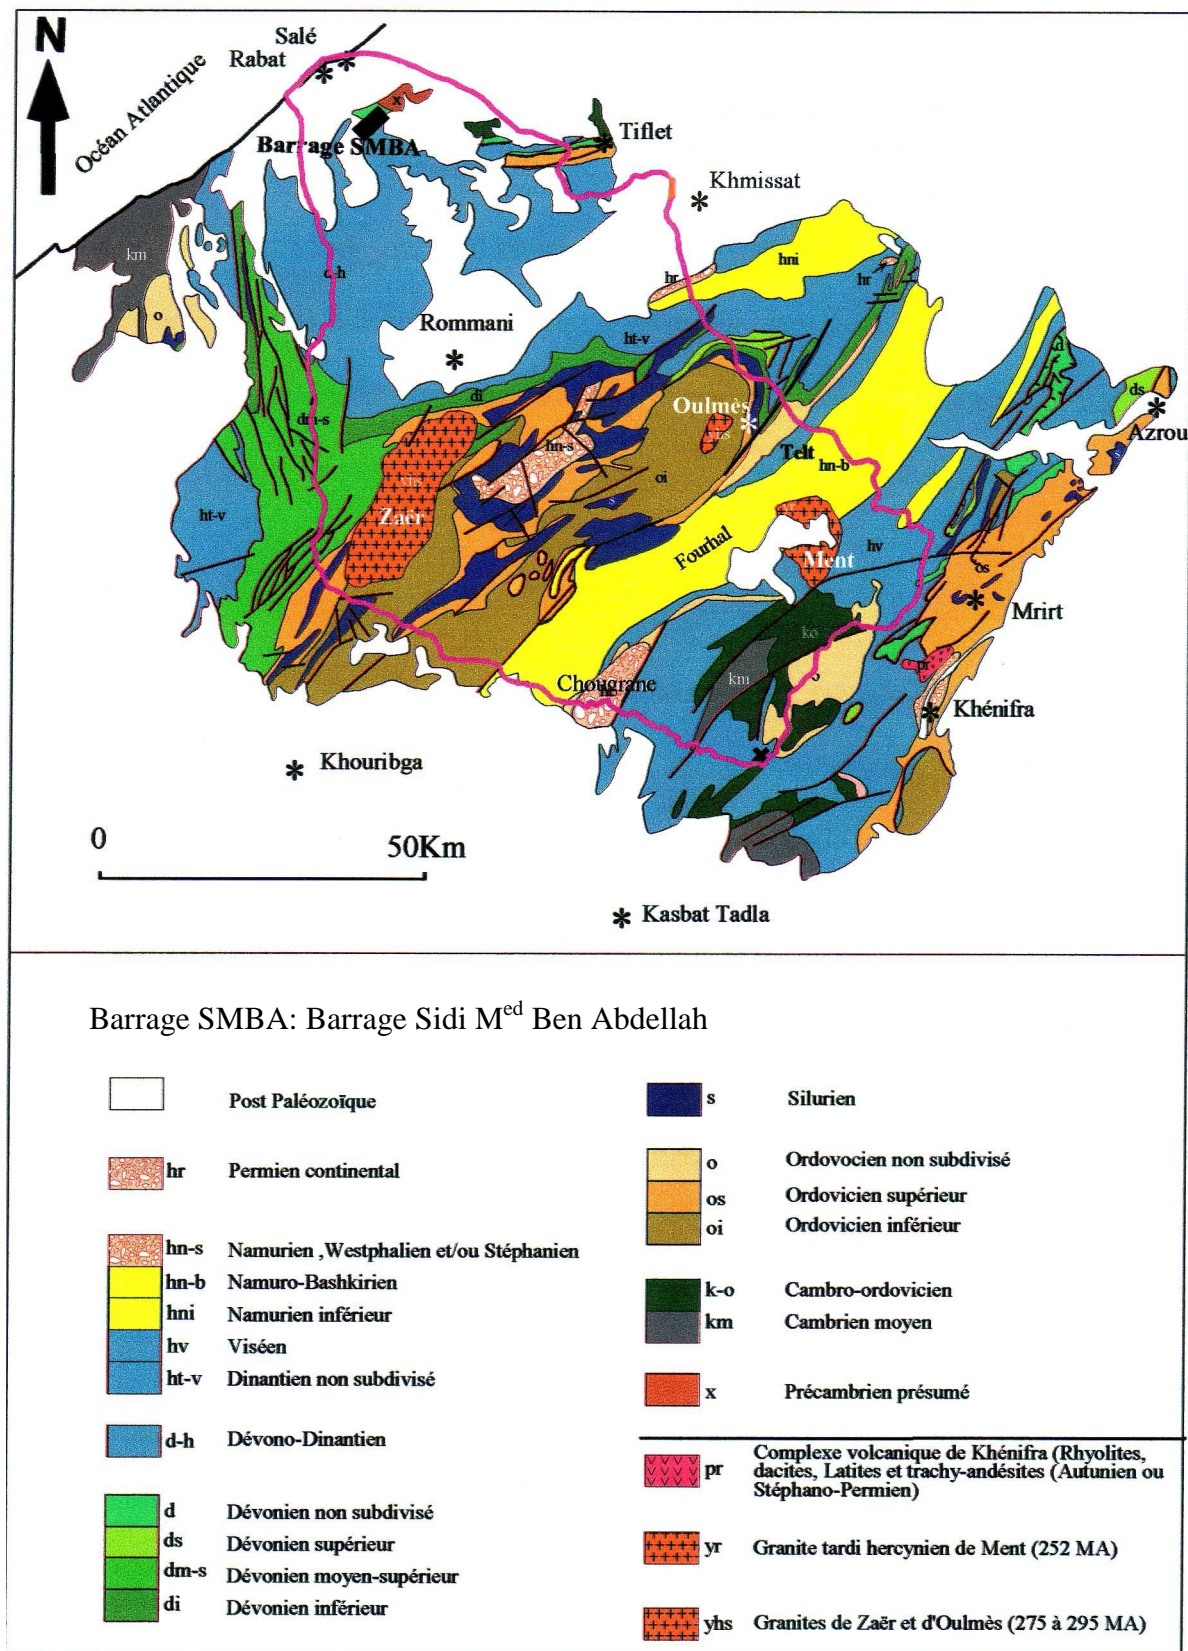 N
Salé
Rabat
Océan Atlantique
x
Barrage SMBA
Tiflet
Khmissat
km
d-h
hr
hni
hr
o
Rommani
ht-v
d
ds
di
dm-s
Oulmès
Azrou
yhs
Telt
hn-s
hn-b
s
oi
s
yhs
Zaër
yr
ht-v
Fourhal
hv
Ment
os
Mrirt
ko
pr
km
o
Chougrane
hr
Khénifra
Khouribga
0
50Km
Kasbat Tadla
Barrage SMBA: Barrage Sidi Med Ben Abdellah
Post Paléozoïque
hr Permien continental
hn-s Namurien ,Westphalien et/ou Stéphanien
hn-b Namuro-Bashkirien
hni Namurien inférieur
hv Viséen
ht-v Dinantien non subdivisé
d-h Dévono-Dinantien
d Dévonien non subdivisé
ds Dévonien supérieur
dm-s Dévonien moyen-supérieur
di Dévonien inférieur
s Silurien
o Ordovocien non subdivisé
os Ordovicien supérieur
oi Ordovicien inférieur
k-o Cambro-ordovicien
km Cambrien moyen
x Précambrien présumé
pr Complexe volcanique de Khénifra (Rhyolites,
dacites, Latites et trachy-andésites (Autunien ou
Stéphano-Permien)
yr Granite tardi hercynien de Ment (252 MA)
yhs Granites de Zaër et d'Oulmès (275 à 295 MA)